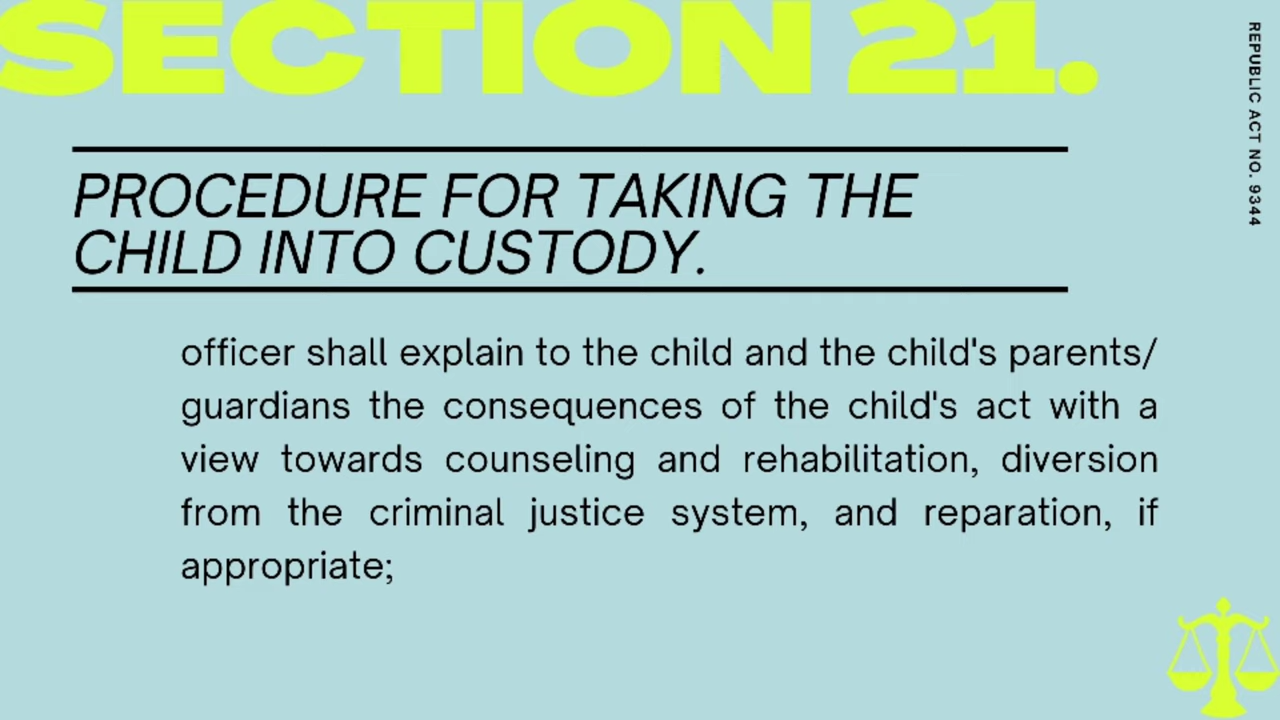 SECTION 21.
REPUBLIC ACT NO. 9344
PROCEDURE FOR TAKING THE
CHILD INTO CUSTODY.
officer shall explain to the child and the child's parents/
guardians the consequences of the child's act with a
view towards counseling and rehabilitation, diversion
from the criminal justice system, and reparation, if
appropriate;